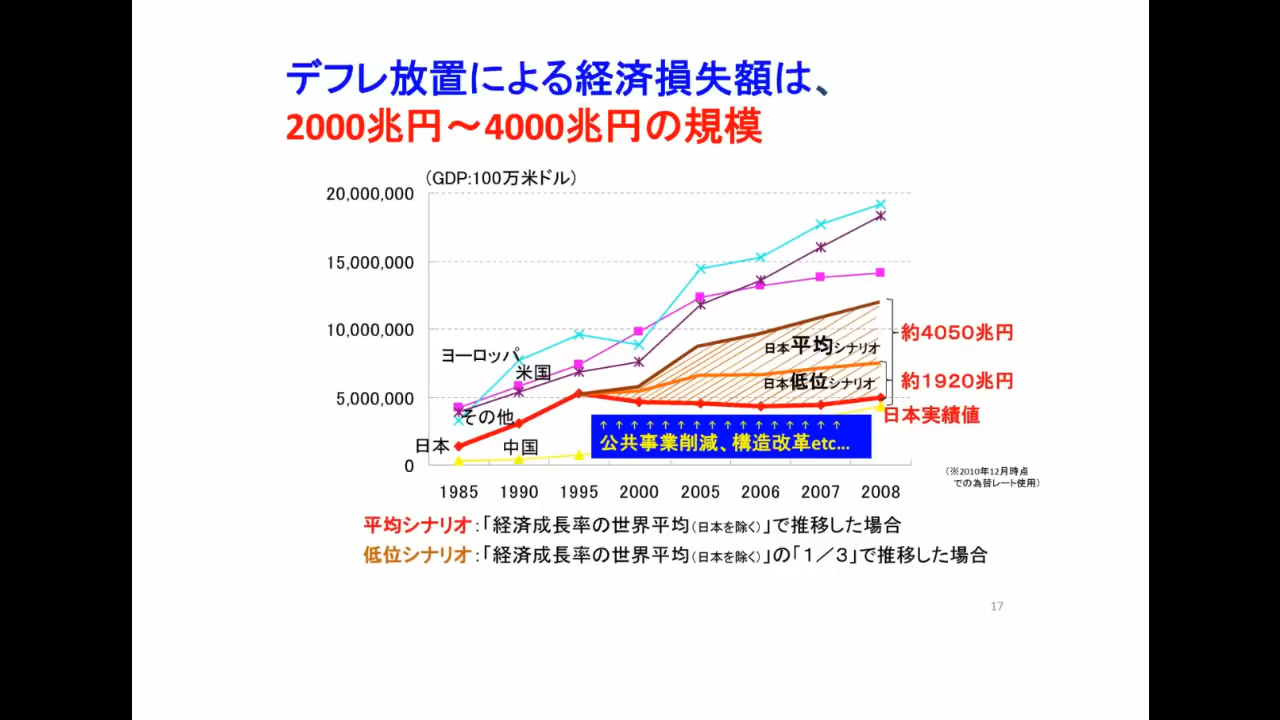 デフレ放置による経済損失額は、
2000兆円～4000兆円の規模
（GDP:100万米ドル）
20,000,000
15,000,000
10,000,000
5,000,000
0
ヨーロッパ
米国
その他
日本
中国
日本平均シナリオ
日本低位シナリオ
約4050兆円
約1920兆円
日本実績値
↑ ↑ ↑ ↑ ↑ ↑ ↑ ↑ ↑ ↑ ↑ ↑ ↑ ↑ ↑
公共事業削減、構造改革etc…
1985 1990 1995 2000 2005 2006 2007 2008
（※2010年12月時点
での為替レート使用）
平均シナリオ：「経済成長率の世界平均（日本を除く）」で推移した場合
低位シナリオ：「経済成長率の世界平均（日本を除く）」の「１／３」で推移した場合
17